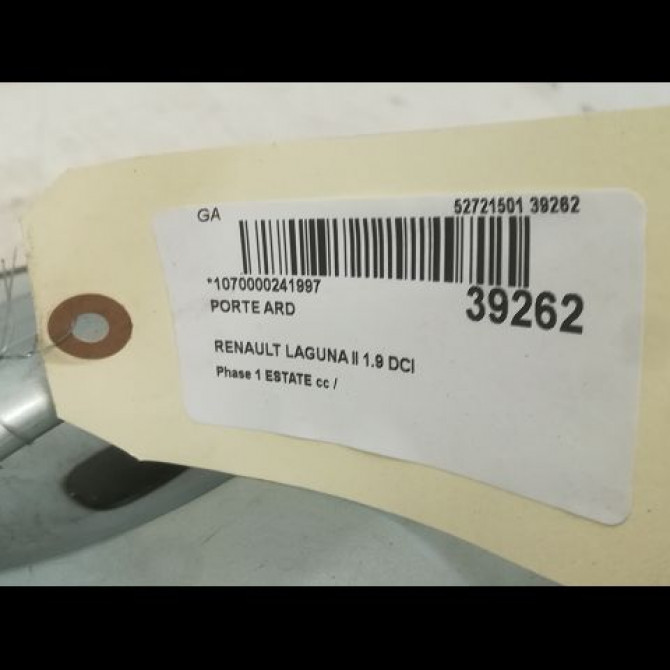 GA 52721501 39262
*1070000241997
39262
PORTE ARD
RENAULT LAGUNA II 1.9 DCI
Phase 1 ESTATE cc /